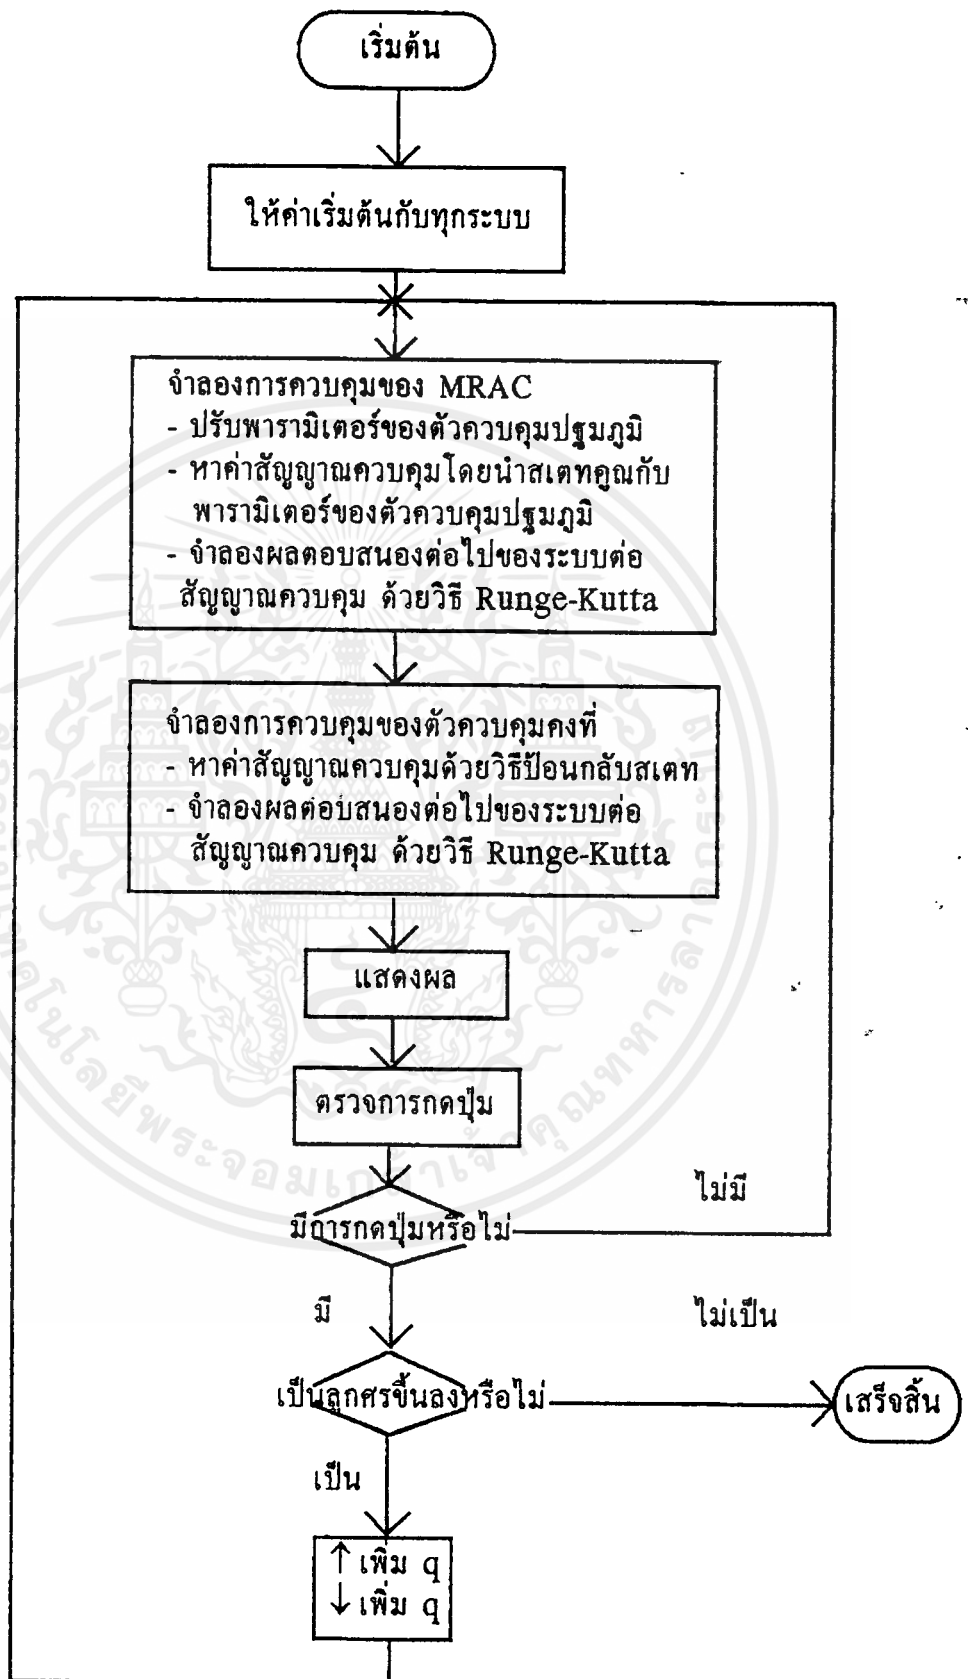 เริ่มต้น
ให้ค่าเริ่มต้นกับทุกระบบ
จำลองการควบคุมของ MRAC
- ปรับพารามิเตอร์ของตัวควบคุมปฐมภูมิ
- หาค่าสัญญาณควบคุมโดยนำสเตทคูณกับ
พารามิเตอร์ของตัวควบคุมปฐมภูมิ
- จำลองผลตอบสนองต่อไปของระบบต่อ
สัญญาณควบคุม ด้วยวิธี Runge-Kutta
จำลองการควบคุมของตัวควบคุมคงที่
- หาค่าสัญญาณควบคุมด้วยวิธีป้อนกลับสเตท
- จำลองผลตอบสนองต่อไปของระบบต่อ
สัญญาณควบคุม ด้วยวิธี Runge-Kutta
แสดงผล
ตรวจการกดปุ่ม
ไม่มี
มีการกดปุ่มหรือไม่
มี
ไม่เป็น
เป็นลูกศรขึ้นลงหรือไม่
เสร็จสิ้น
เป็น
↑ เพิ่ม q
↓ เพิ่ม q